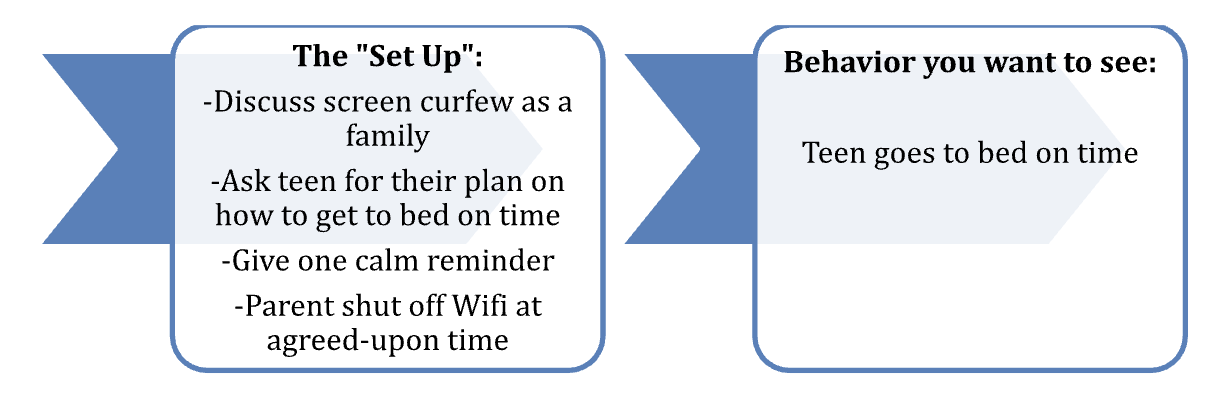 The "Set Up":
-Discuss screen curfew as a
family
-Ask teen for their plan on
how to get to bed on time
-Give one calm reminder
-Parent shut off Wifi at
agreed-upon time
Behavior you want to see:
Teen goes to bed on time